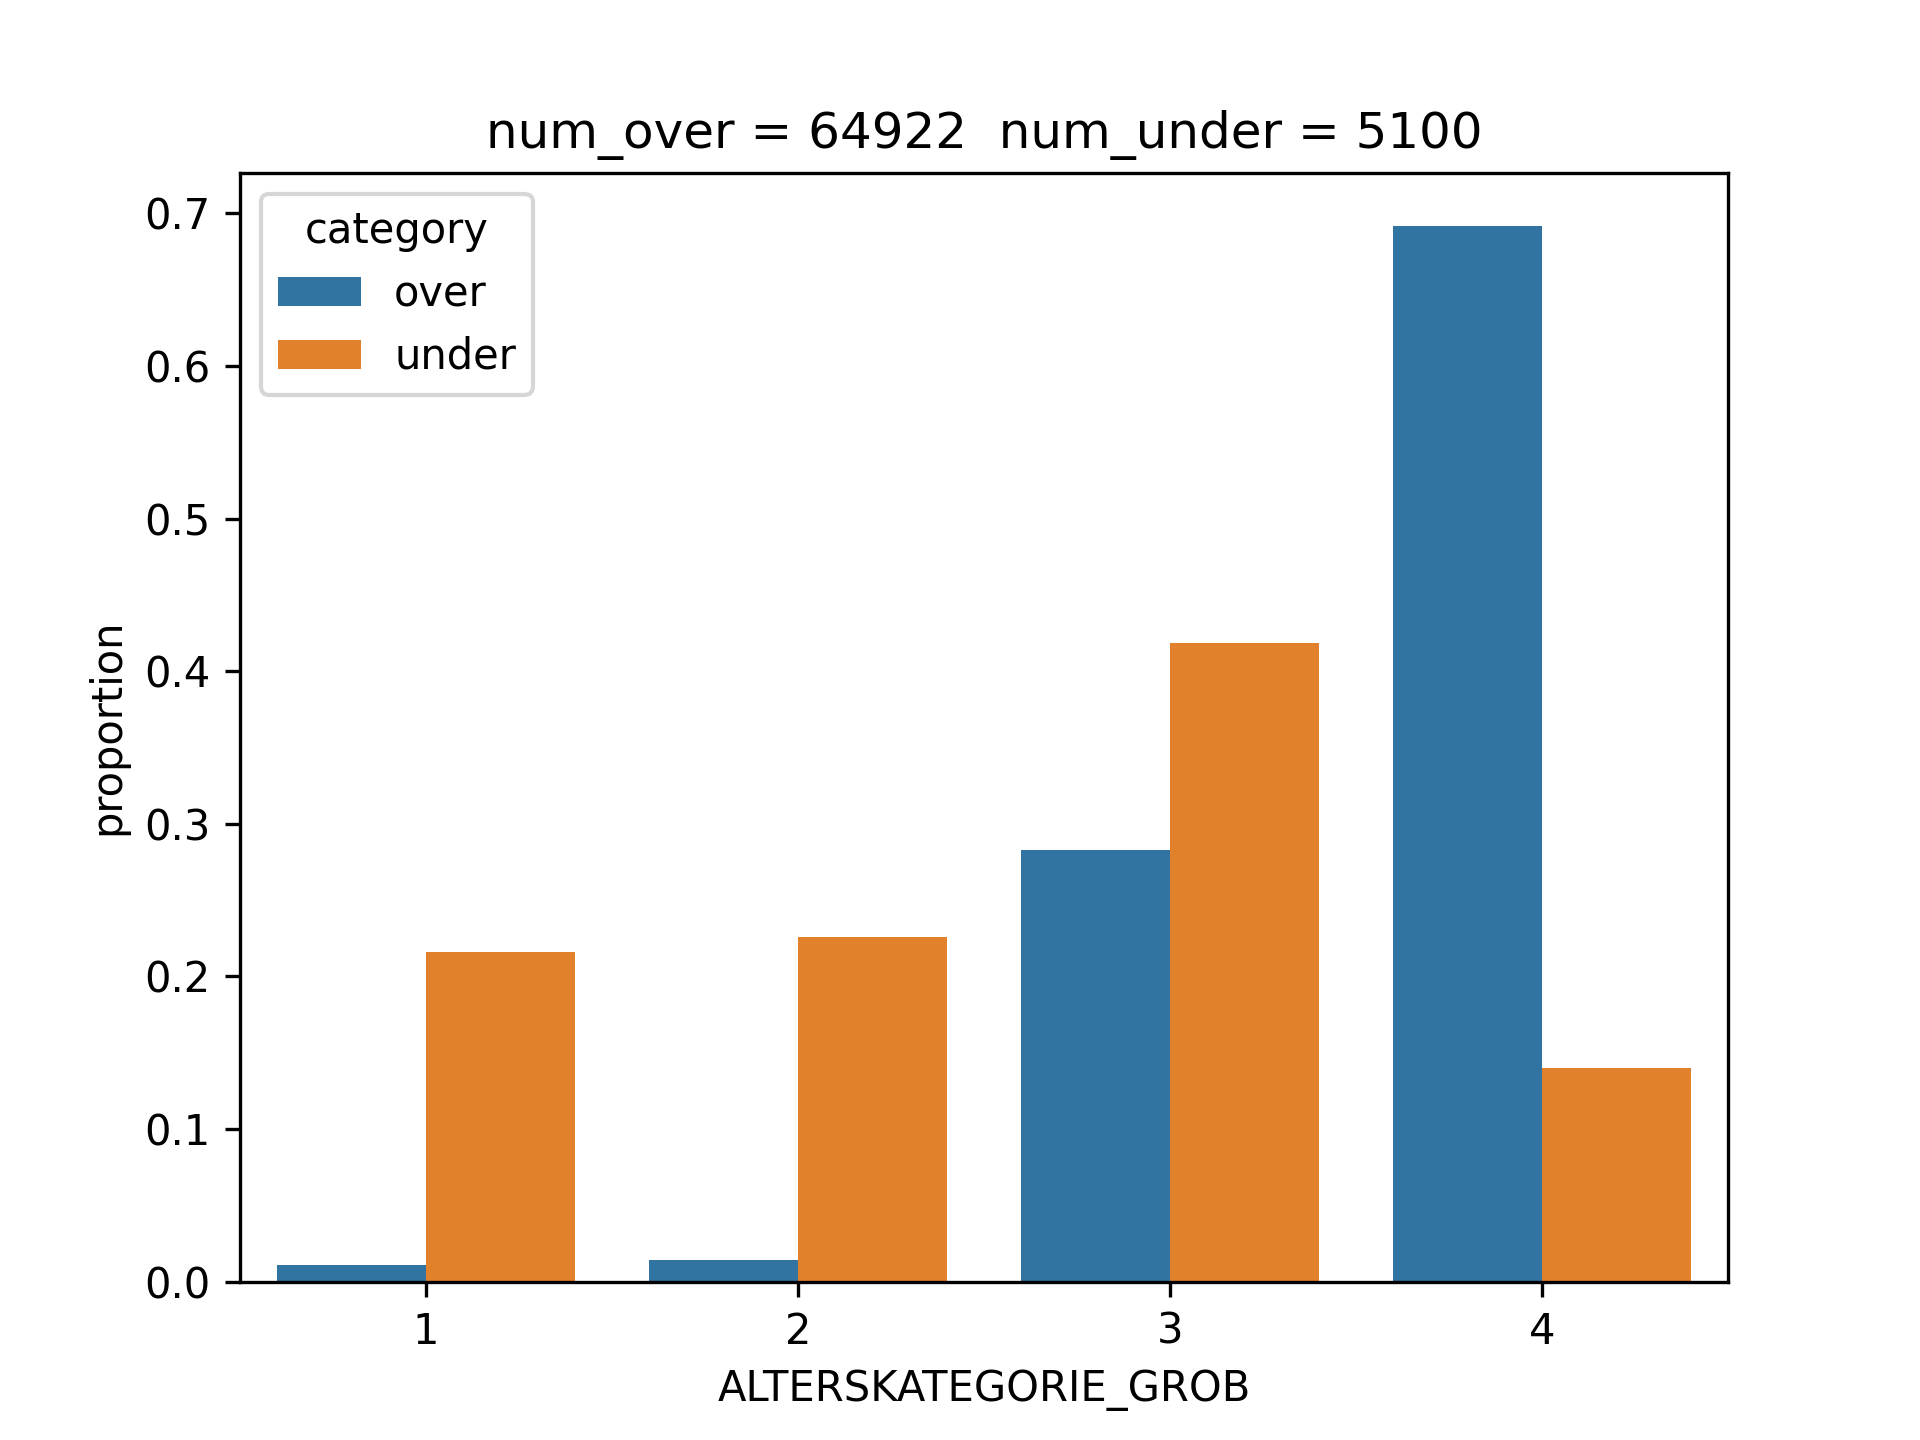 num_over = 64922  num_under = 5100
category
over
under
0.7
0.6
0.5
0.4
0.3
0.2
0.1
0.0
proportion
1 2 3 4
ALTERSKATEGORIE_GROB